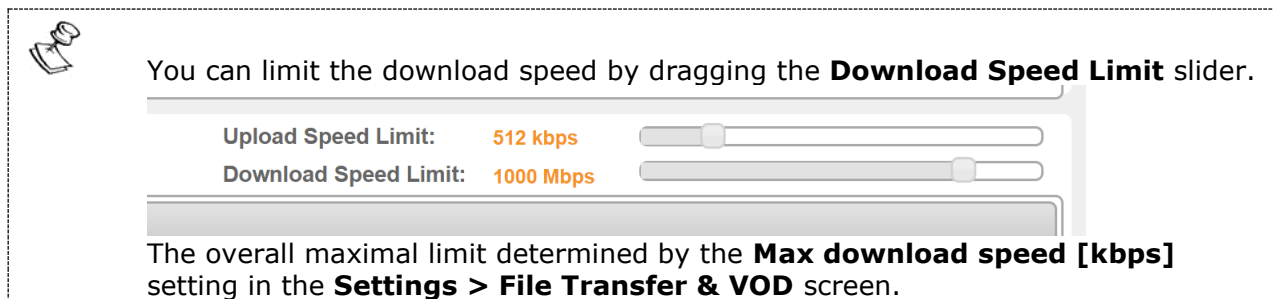 You can limit the download speed by dragging the Download Speed Limit slider.
Upload Speed Limit: 512 kbps
Download Speed Limit: 1000 Mbps
The overall maximal limit determined by the Max download speed [kbps]
setting in the Settings > File Transfer & VOD screen.